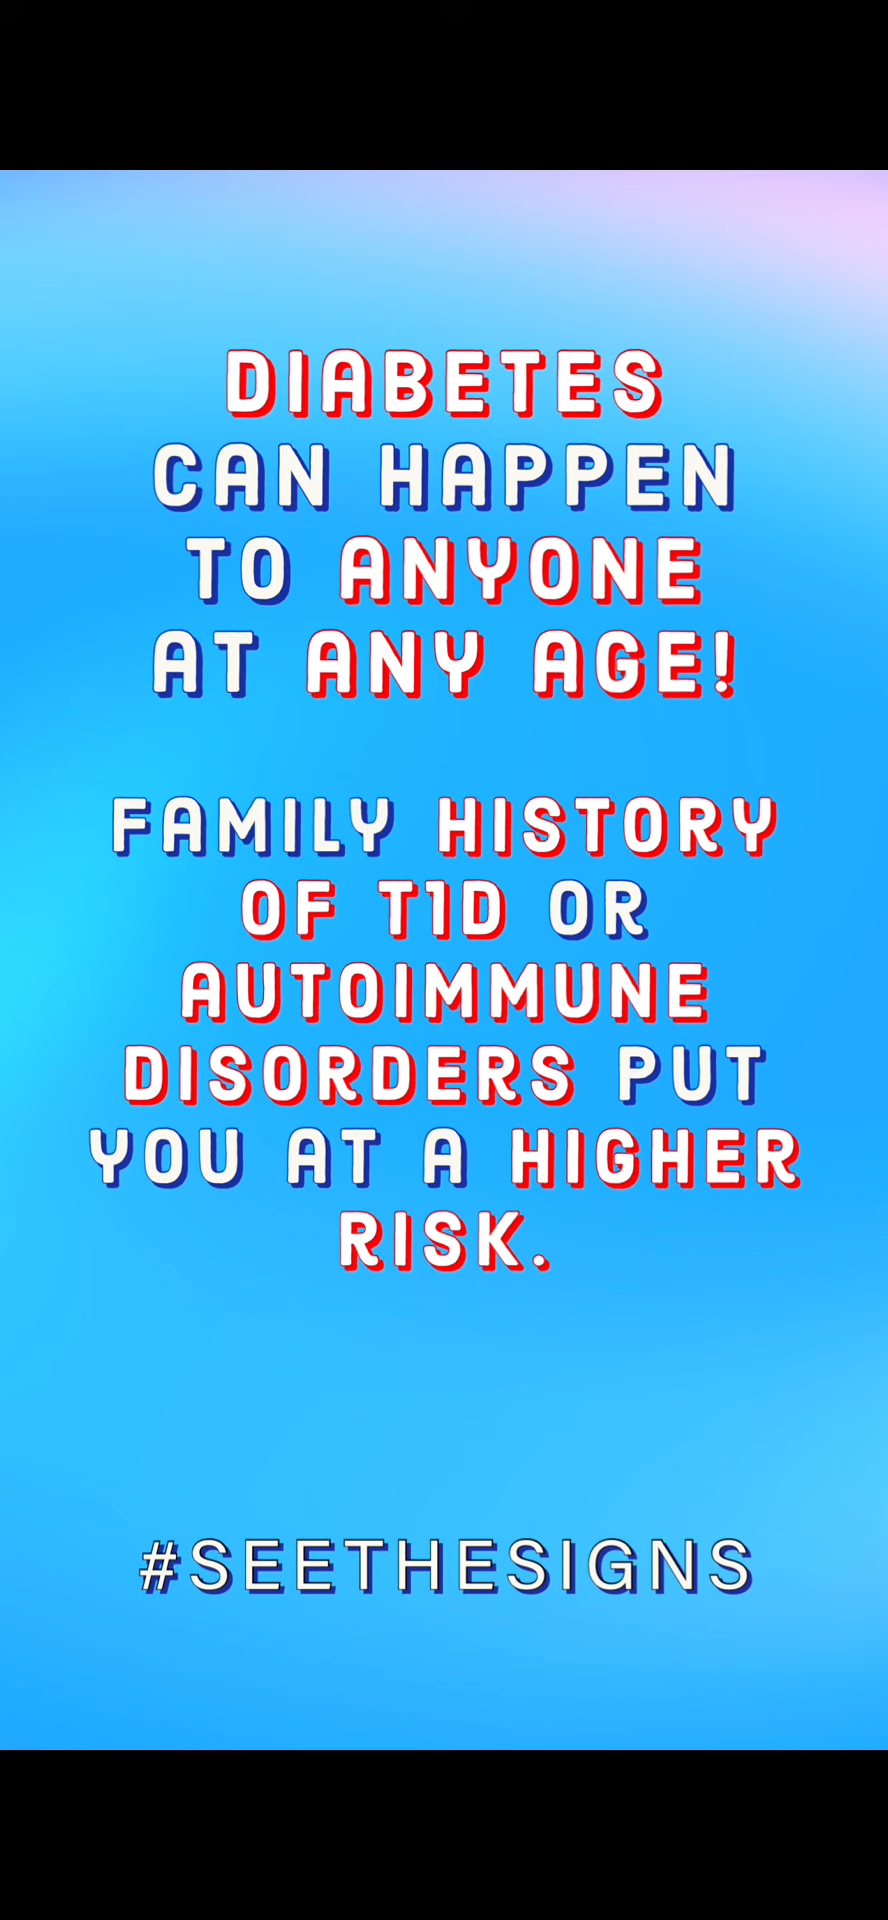 DIABETES
CAN HAPPEN
TO ANYONE
AT ANY AGE!
FAMILY HISTORY
OF T1D OR
AUTOIMMUNE
DISORDERS PUT
YOU AT A HIGHER
RISK.
#SEETHESIGNS